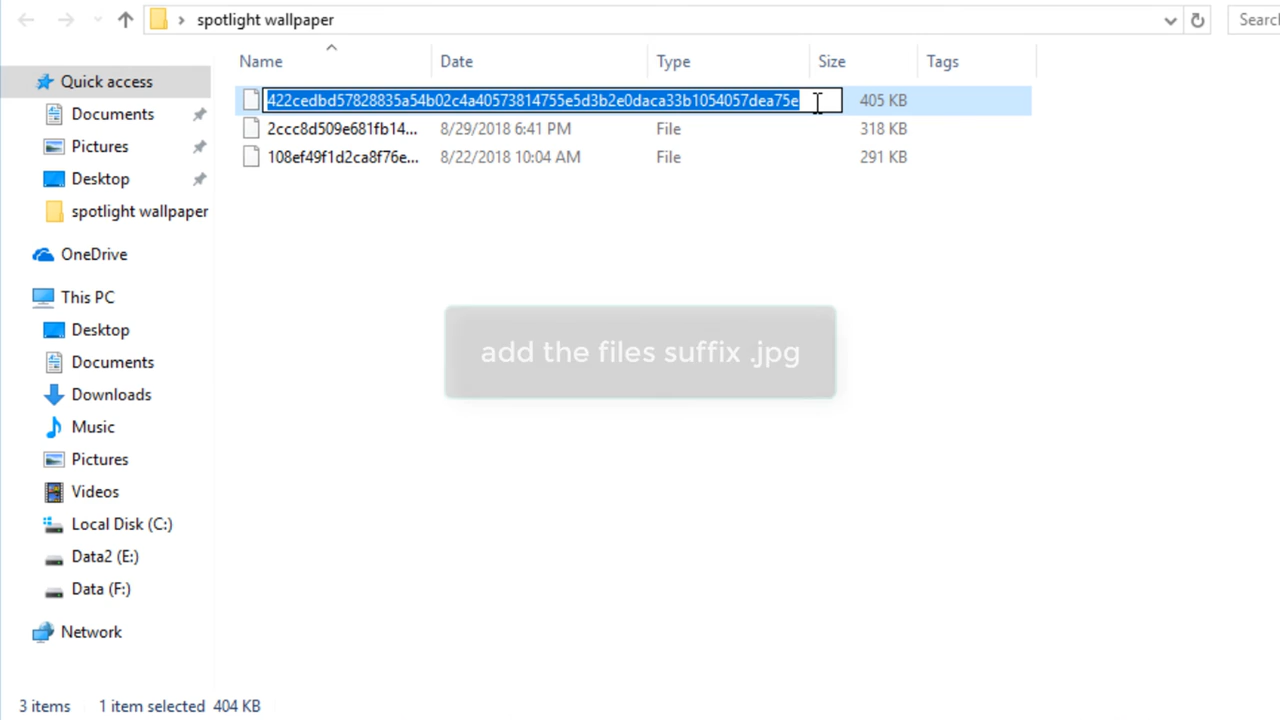 spotlight wallpaper
Searc
Name Date Type Size Tags
Quick access
Documents
Pictures
Desktop
spotlight wallpaper
OneDrive
This PC
Desktop
Documents
Downloads
Music
Pictures
Videos
Local Disk (C:)
Data2 (E:)
Data (F:)
Network
422cedbd57828835a54b02c4a40573814755e5d3b2e0daca33b1054057dea75e 405 KB
2ccc8d509e681fb14... 8/29/2018 6:41 PM File 318 KB
108ef49f1d2ca8f76e... 8/22/2018 10:04 AM File 291 KB
add the files suffix .jpg
3 items 1 item selected 404 KB